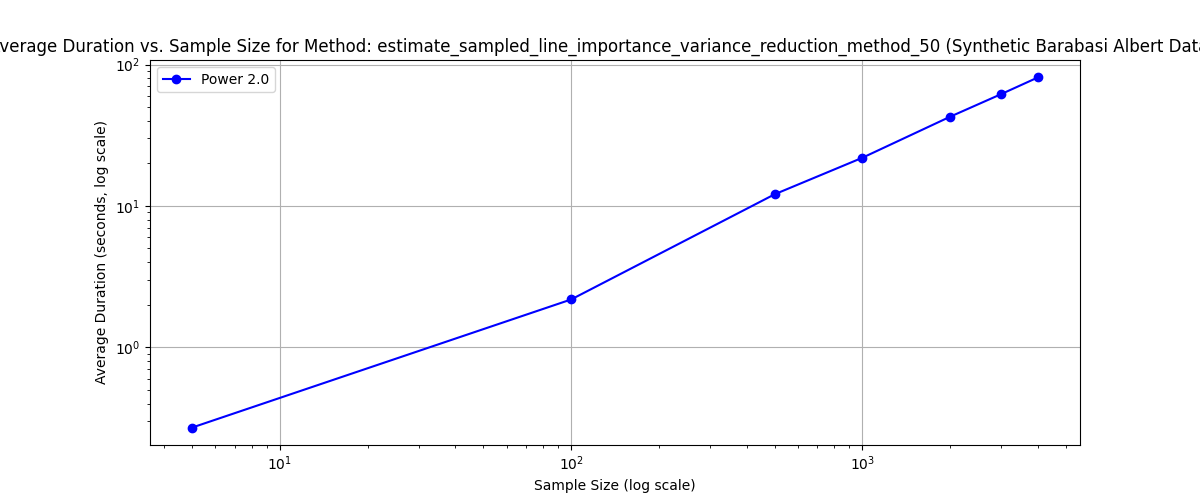 verage Duration vs. Sample Size for Method: estimate_sampled_line_importance_variance_reduction_method_50 (Synthetic Barabasi Albert Data
Power 2.0
Average Duration (seconds, log scale)
10²
10¹
10⁰
10¹ 10² 10³
Sample Size (log scale)